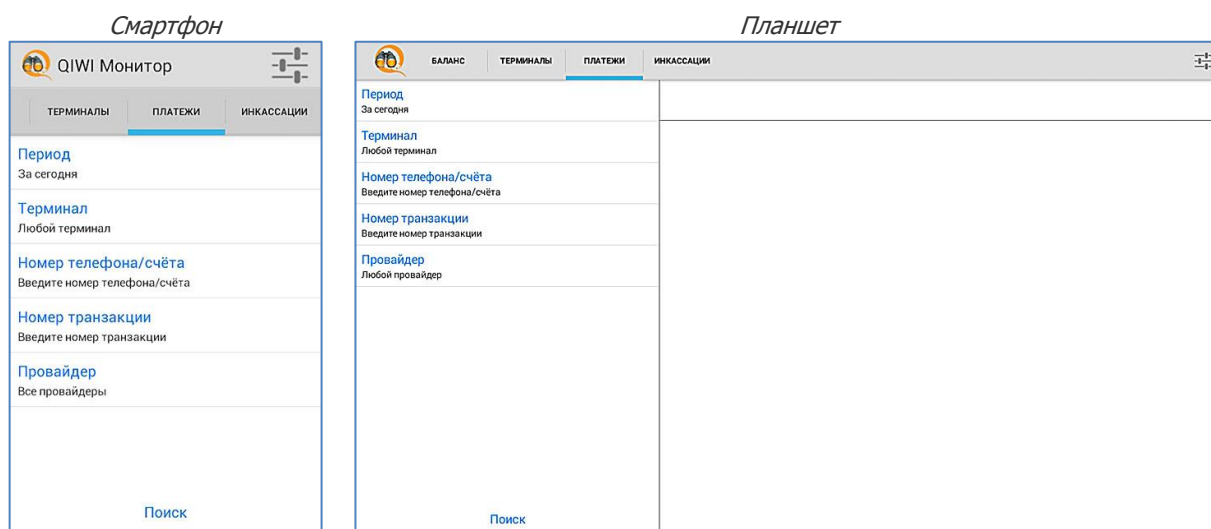 Смартфон
QIWI Монитор
ТЕРМИНАЛЫ ПЛАТЕЖИ ИНКАССАЦИИ
Период
За сегодня
Терминал
Любой терминал
Номер телефона/счёта
Введите номер телефона/счёта
Номер транзакции
Введите номер транзакции
Провайдер
Все провайдеры
Поиск
Планшет
БАЛАНС ТЕРМИНАЛЫ ПЛАТЕЖИ ИНКАССАЦИИ
Период
За сегодня
Терминал
Любой терминал
Номер телефона/счёта
Введите номер телефона/счёта
Номер транзакции
Введите номер транзакции
Провайдер
Любой провайдер
Поиск